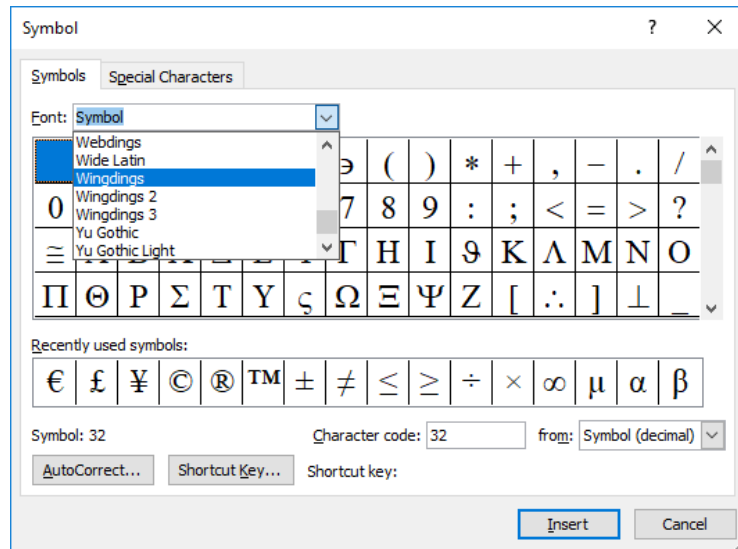 Symbol ? ×
Symbols Special Characters
Font: Symbol
Webdings
Wide Latin
Wingdings
Wingdings 2
Wingdings 3
Yu Gothic
Yu Gothic Light
϶ ( ) * + , − . /
0 7 8 9 : ; < = > ?
≅ Γ Η Ι ϑ Κ Λ Μ Ν Ο
Π Θ Ρ Σ Τ Υ ς Ω Ξ Ψ Ζ [ ∴ ] ⊥ _
Recently used symbols:
€ £ ¥ © ® ™ ± ≠ ≤ ≥ ÷ × ∞ µ α β
Symbol: 32 Character code: 32 from: Symbol (decimal)
AutoCorrect... Shortcut Key... Shortcut key:
Insert Cancel